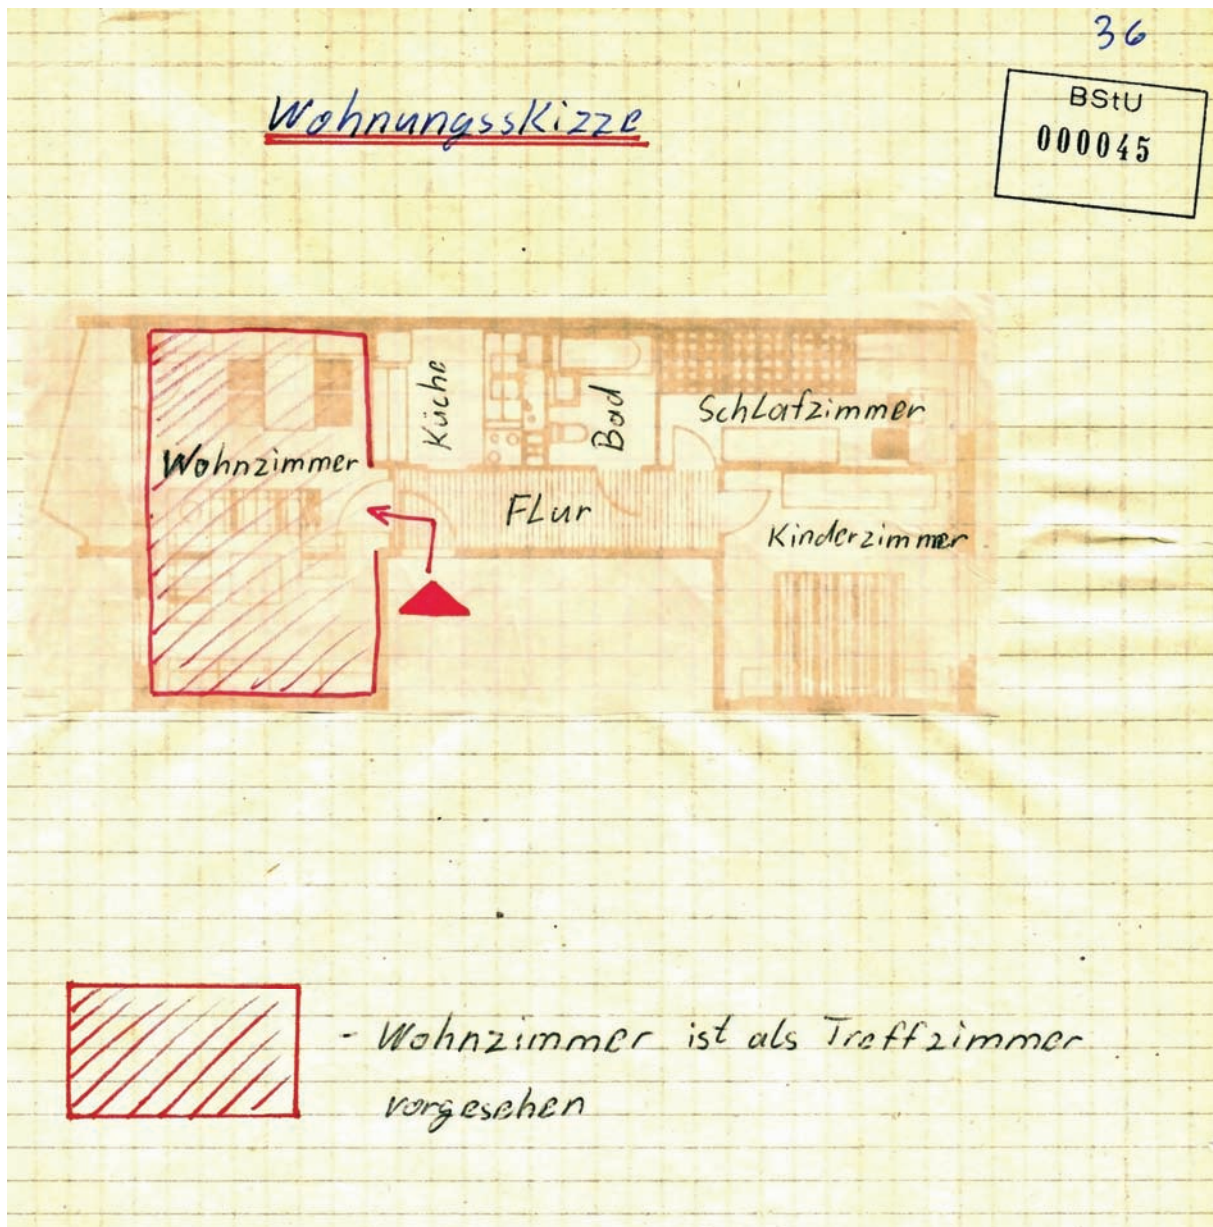 36
BStU
000045
Wohnungsskizze
Küche
Bad
Schlafzimmer
Wohnzimmer
Flur
Kinderzimmer
- Wohnzimmer ist als Treffzimmer
vorgesehen